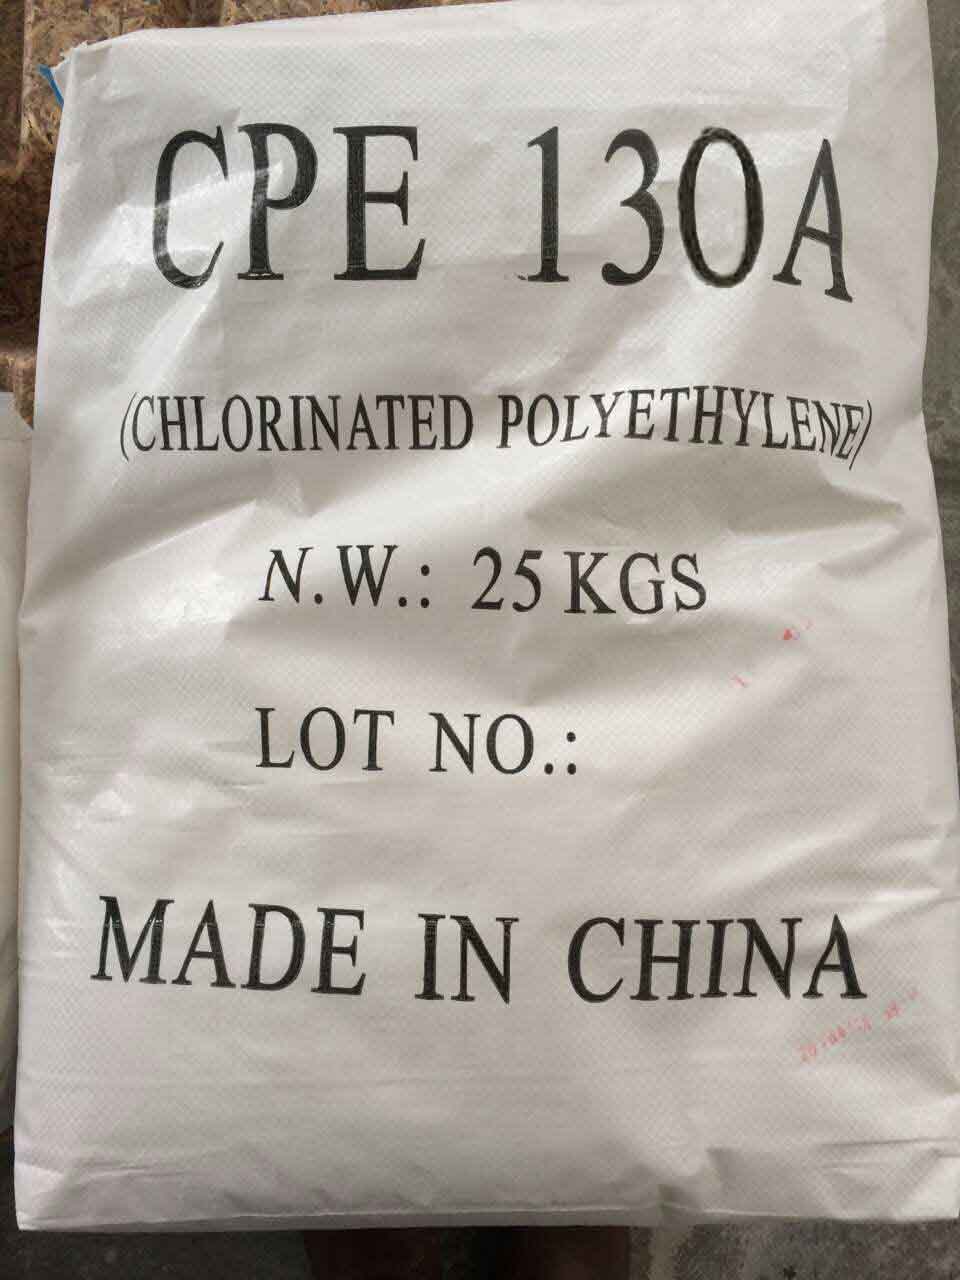 CPE 130A
(CHLORINATED POLYETHYLENE)
N.W.: 25 KGS
LOT NO.:
MADE IN CHINA